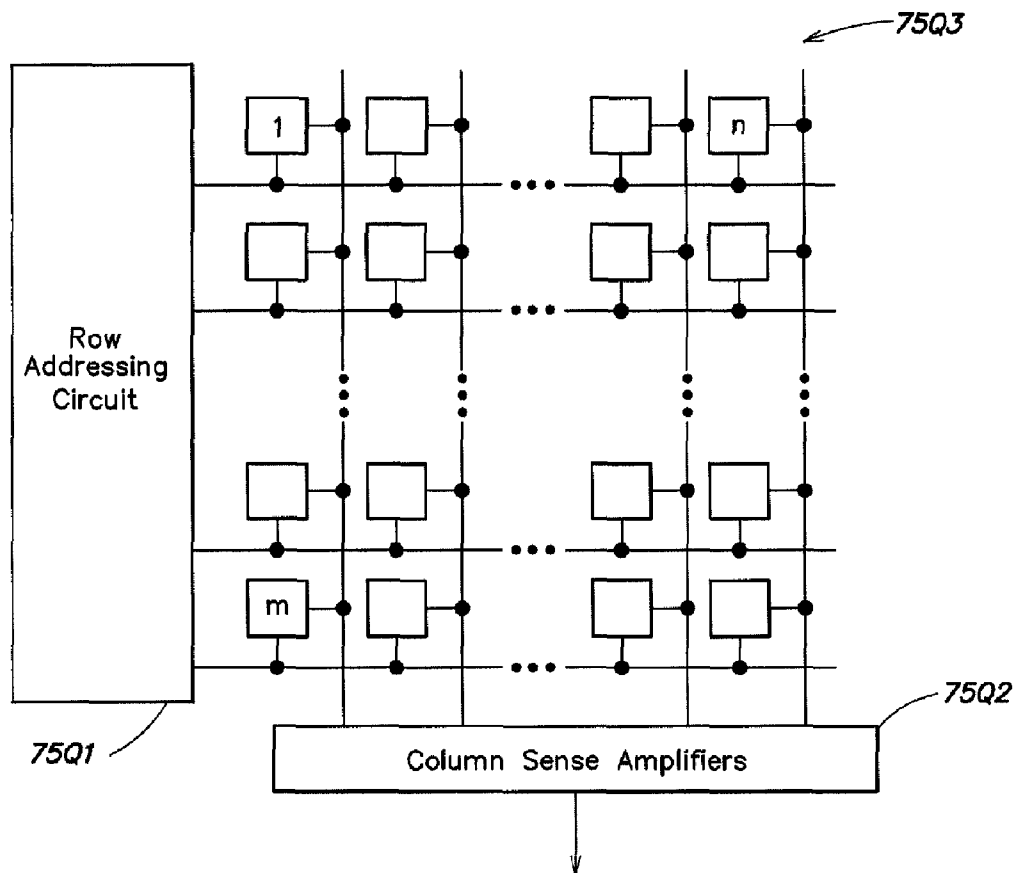 75Q3
1
n
Row
Addressing
Circuit
m
75Q1
75Q2
Column Sense Amplifiers